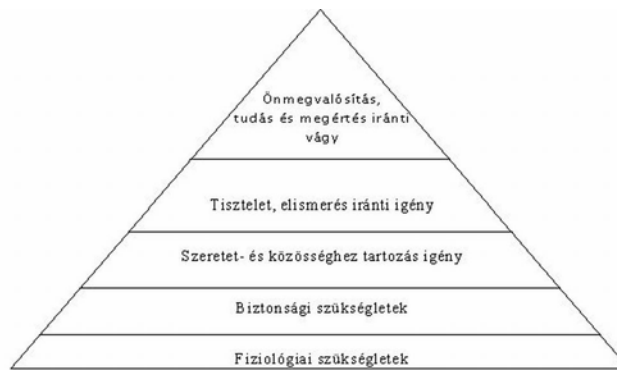 Önmegvalósítás,
tudás és megértés iránti
vágy
Tisztelet, elismerés iránti igény
Szeretet- és közösséghez tartozás igény
Biztonsági szükségletek
Fiziológiai szükségletek